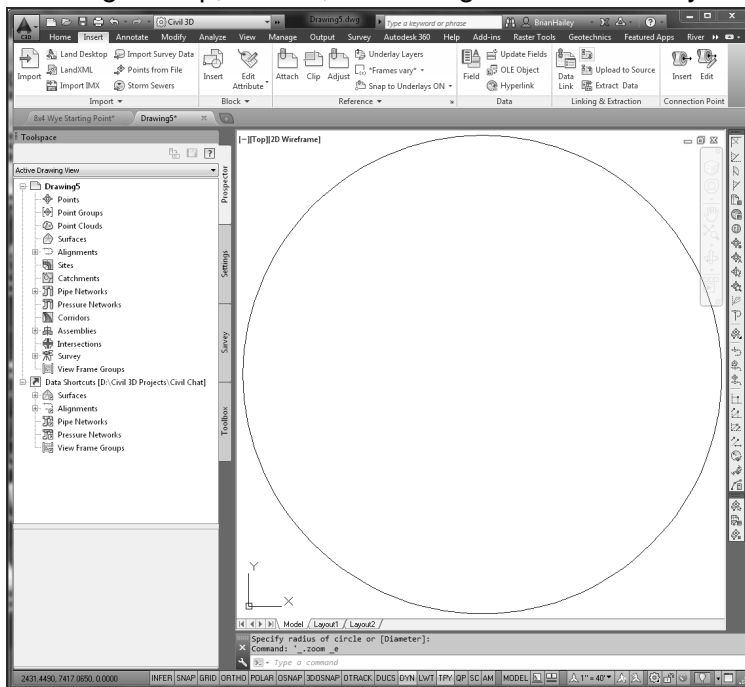 Civil 3D
Drawing5.dwg
Type a keyword or phrase
BrianHailey
Home Insert Annotate Modify Analyze View Manage Output Survey Autodesk 360 Help Add-ins Raster Tools Geotechnics Featured Apps River
Import
Land Desktop
LandXML
Import IMX
Import Survey Data
Points from File
Storm Sewers
Insert
Edit Attribute
Attach
Clip
Adjust
Underlay Layers
*Frames vary*
Snap to Underlays ON
Field
Update Fields
OLE Object
Hyperlink
Data Link
Upload to Source
Extract Data
Insert
Edit
Import
Block
Reference
Data
Linking & Extraction
Connection Point
8x4 Wye Starting Point*
Drawing5*
Toolspace
Active Drawing View
Drawing5
Points
Point Groups
Point Clouds
Surfaces
Alignments
Sites
Catchments
Pipe Networks
Pressure Networks
Corridors
Assemblies
Intersections
Survey
View Frame Groups
Data Shortcuts [D:\Civil 3D Projects\Civil Chat]
Surfaces
Alignments
Pipe Networks
Pressure Networks
View Frame Groups
Prospector
Settings
Survey
Toolbox
[-][Top][2D Wireframe]
Y
X
Model / Layout1 / Layout2 /
Specify radius of circle or [Diameter]:
Command: '_.zoom _e
Type a command
2431.4490, 7417.0650, 0.0000
INFER SNAP GRID ORTHO POLAR OSNAP 3DOSNAP OTRACK DUCS DYN LWT TPY QP SC AM
MODEL
1" = 40'